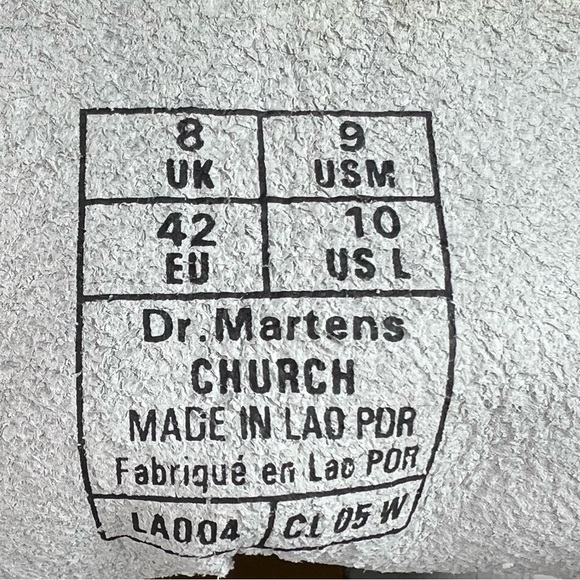 8 9
UK USM
42 10
EU US L
Dr.Martens
CHURCH
MADE IN LAO PDR
Fabriqué en Lao PDR
LA004 CL 05 W